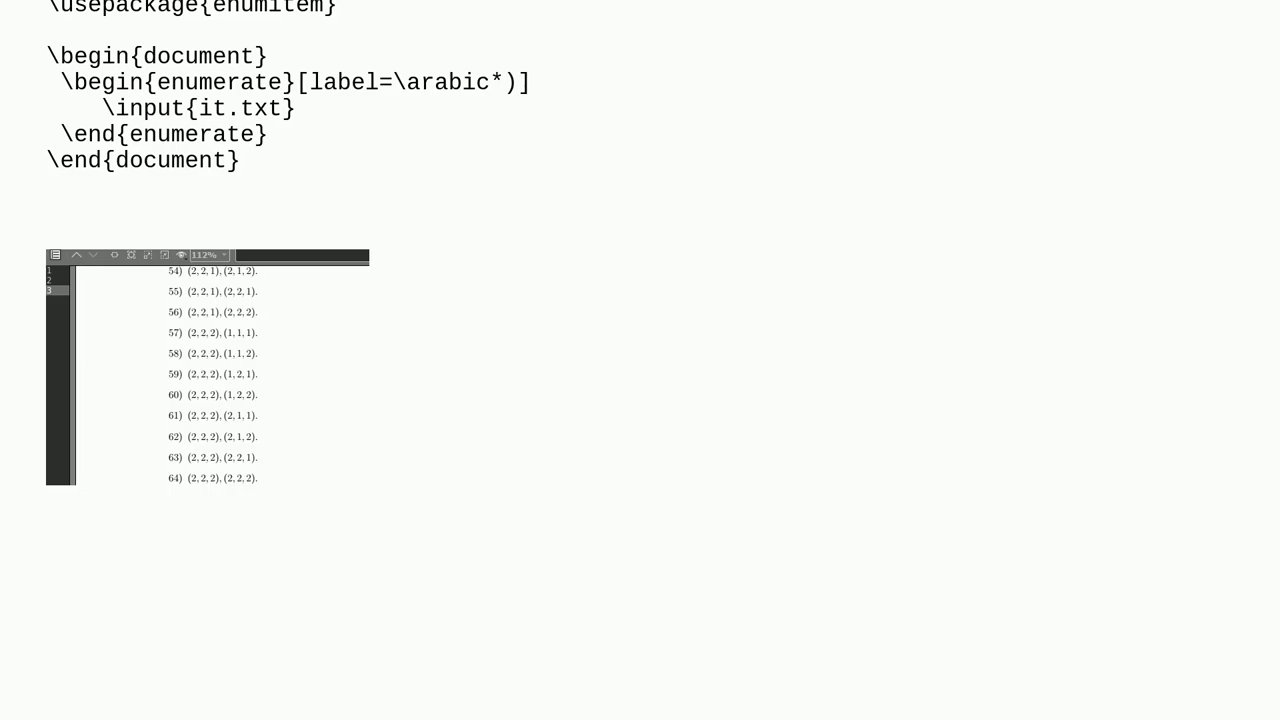 \usepackage{enumitem}
\begin{document}
\begin{enumerate}[label=\arabic*)]
\input{it.txt}
\end{enumerate}
\end{document}
112%
1
2
3
54) (2, 2, 1), (2, 1, 2).
55) (2, 2, 1), (2, 2, 1).
56) (2, 2, 1), (2, 2, 2).
57) (2, 2, 2), (1, 1, 1).
58) (2, 2, 2), (1, 1, 2).
59) (2, 2, 2), (1, 2, 1).
60) (2, 2, 2), (1, 2, 2).
61) (2, 2, 2), (2, 1, 1).
62) (2, 2, 2), (2, 1, 2).
63) (2, 2, 2), (2, 2, 1).
64) (2, 2, 2), (2, 2, 2).